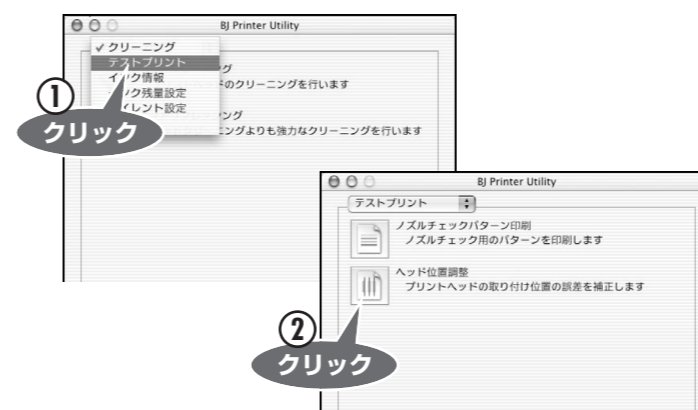 BJ Printer Utility
✓ クリーニング
テストプリント
インク情報
ンク残量設定
イレント設定
ング
ドのクリーニングを行います
ング
ニングよりも強力なクリーニングを行います
①
クリック
BJ Printer Utility
テストプリント
ノズルチェックパターン印刷
ノズルチェック用のパターンを印刷します
ヘッド位置調整
プリントヘッドの取り付け位置の誤差を補正します
②
クリック